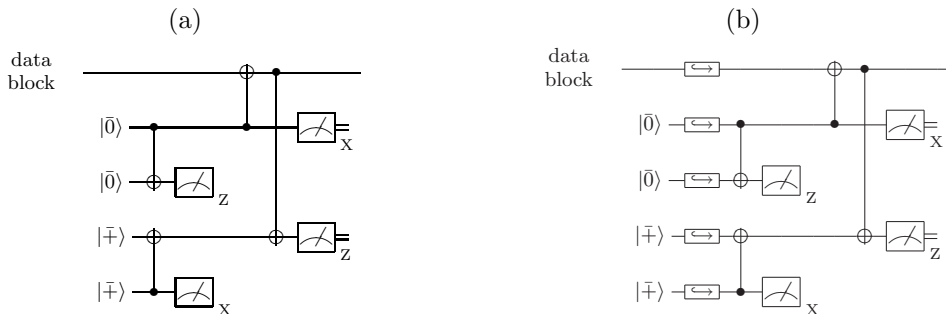 (a)
data
block
|0̄⟩
X
|0̄⟩
Z
|+̄⟩
Z
|+̄⟩
X
(b)
data
block
|0̄⟩
X
|0̄⟩
Z
|+̄⟩
Z
|+̄⟩
X